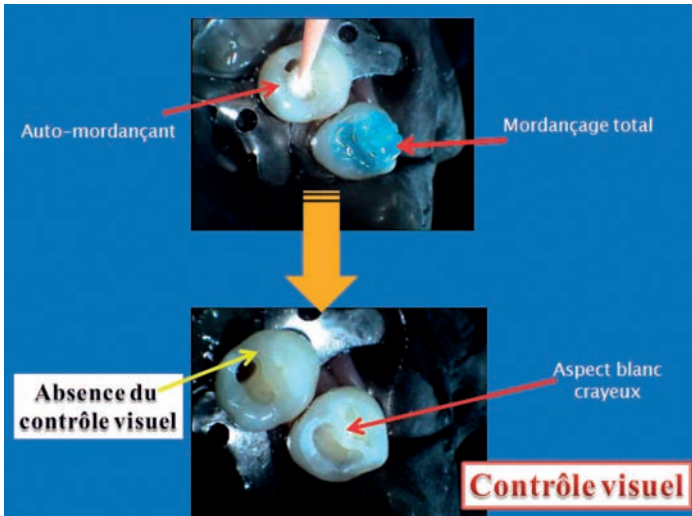 Auto-mordançant
Mordançage total
Absence du
contrôle visuel
Aspect blanc
crayeux
Contrôle visuel